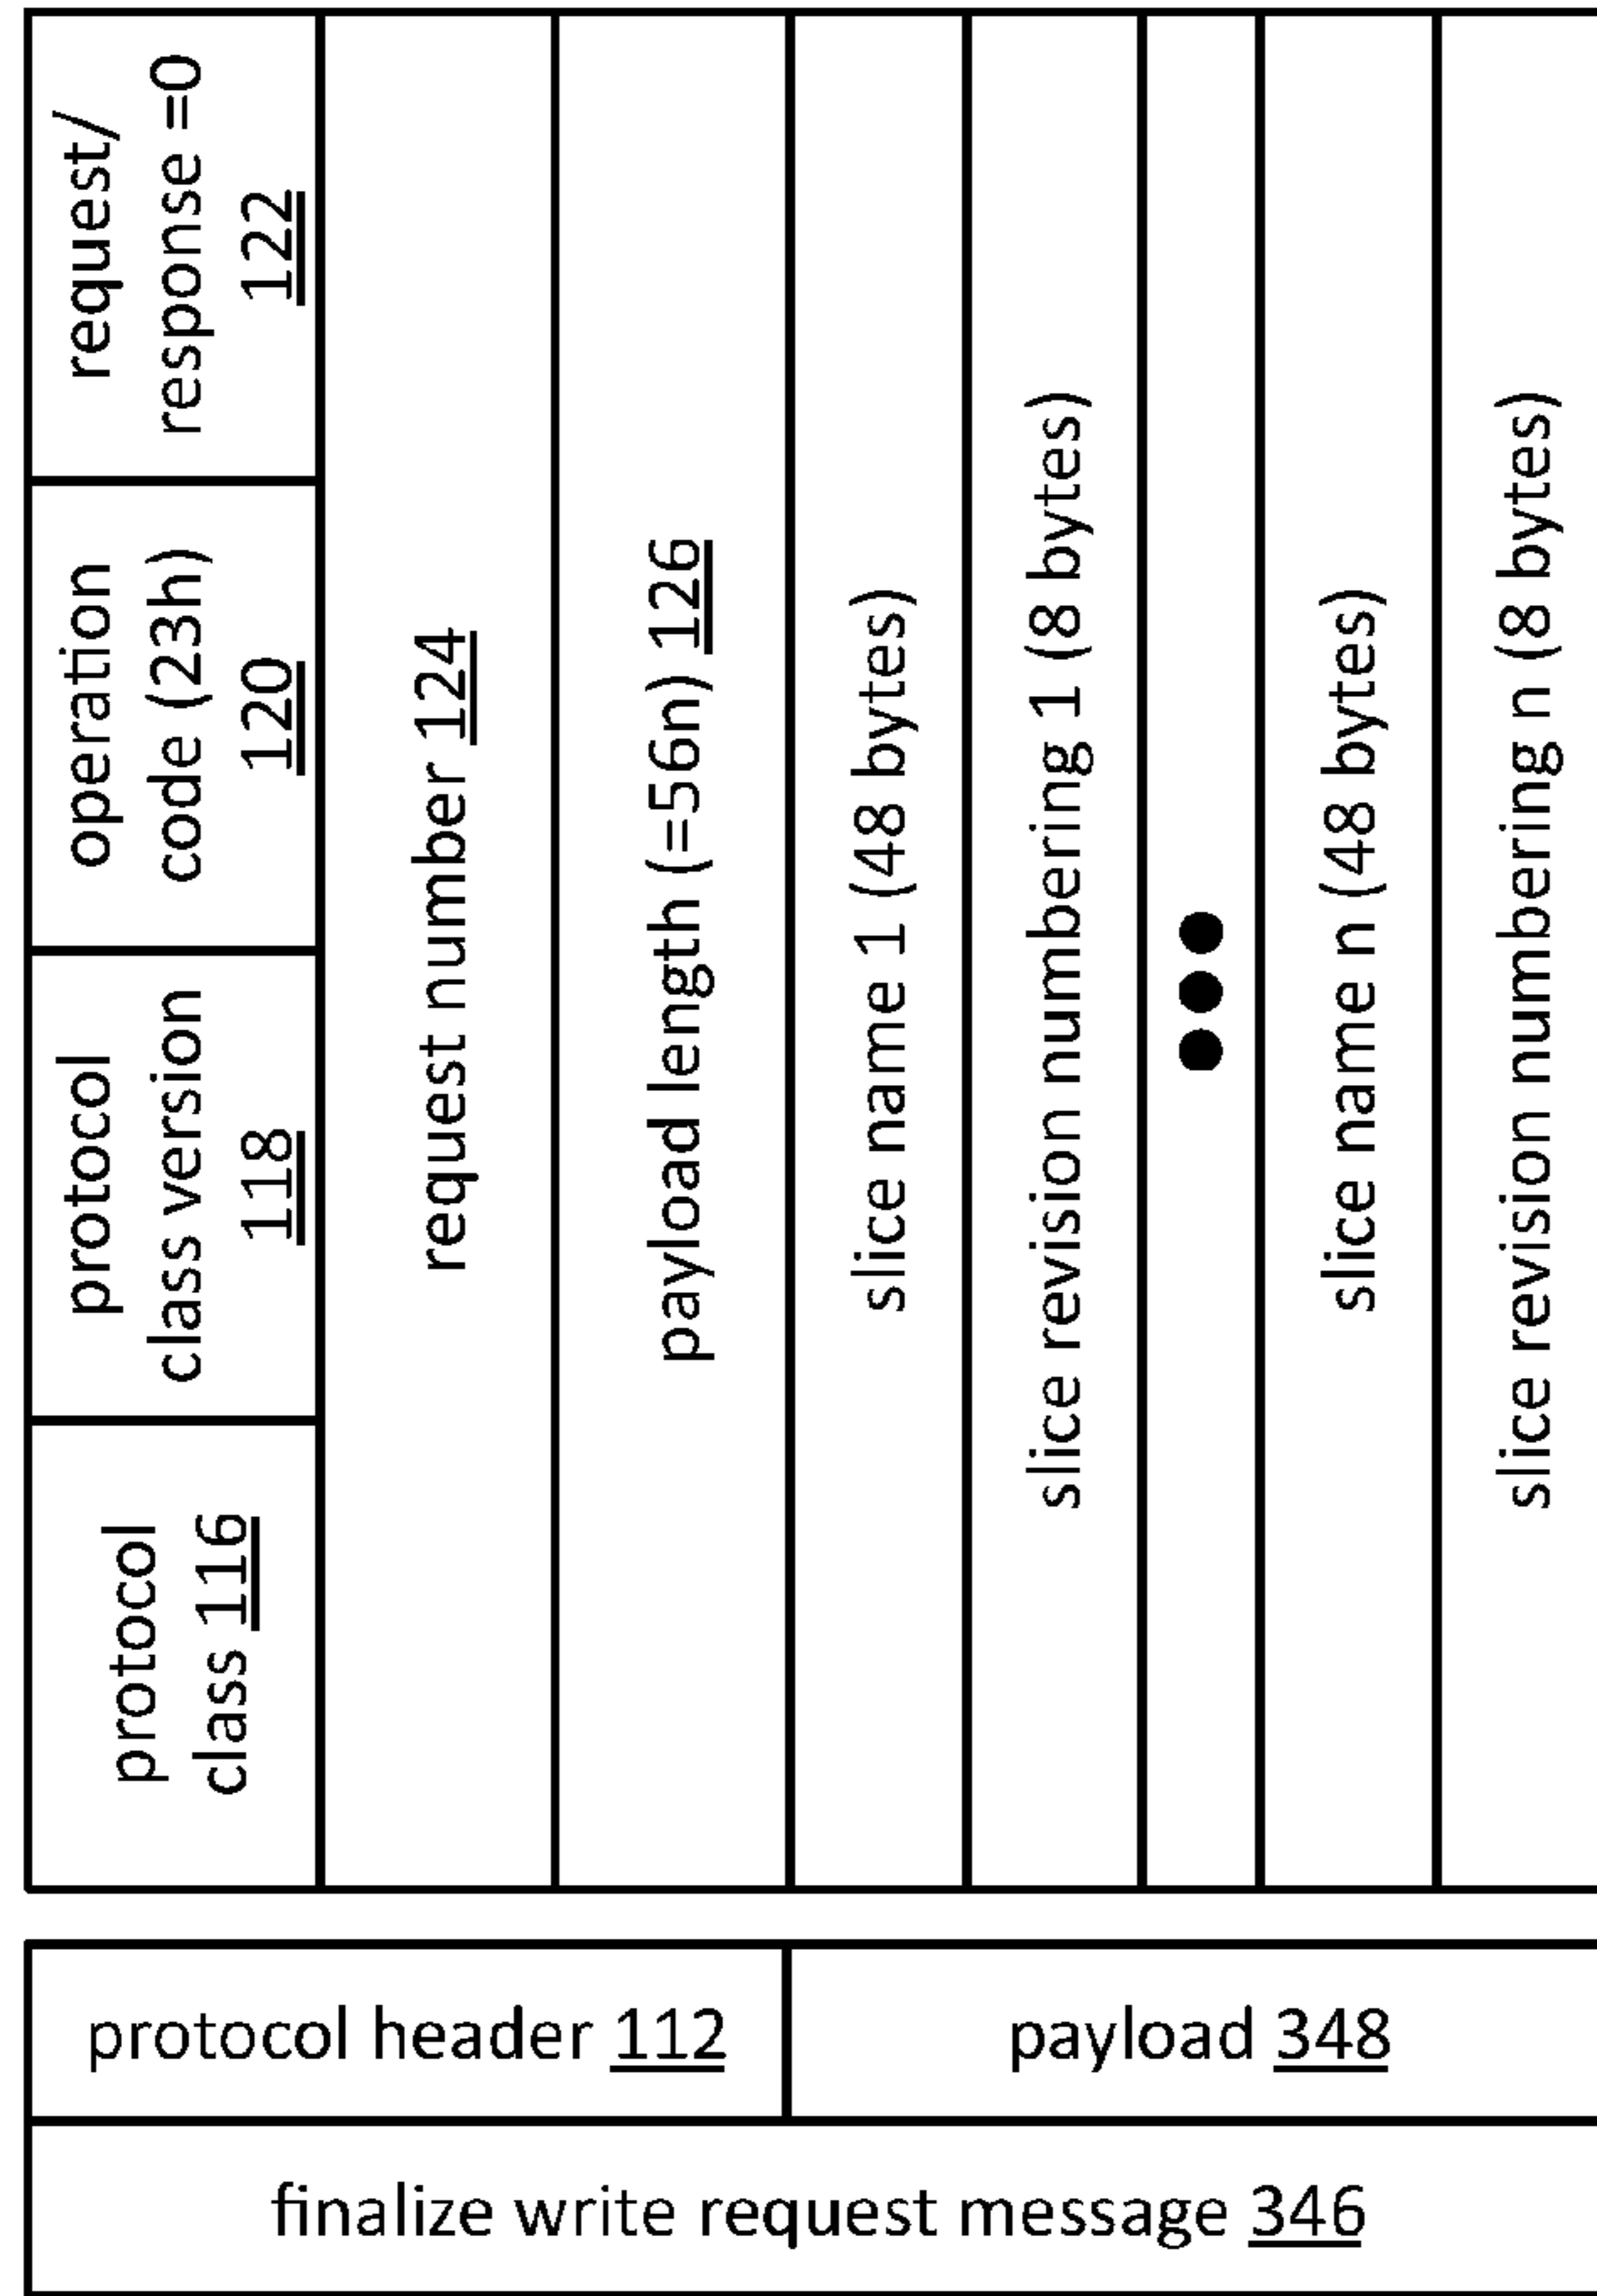 protocol
class 116
protocol
class version
118
operation
code (23h)
120
request/
response =0
122
request number 124
payload length (=56n) 126
slice name 1 (48 bytes)
slice revision numbering 1 (8 bytes)
slice name n (48 bytes)
slice revision numbering n (8 bytes)
protocol header 112
payload 348
finalize write request message 346